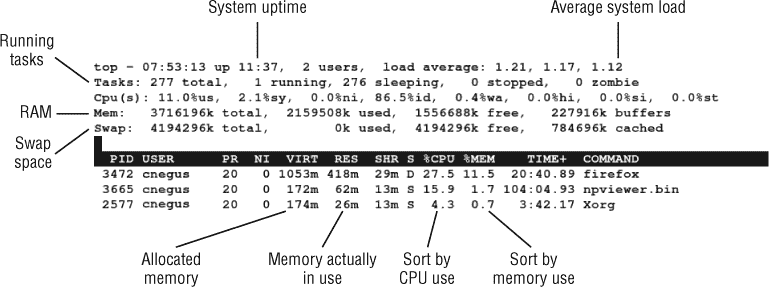 System uptime
Average system load
Running
tasks
top - 07:53:13 up 11:37, 2 users, load average: 1.21, 1.17, 1.12
Tasks: 277 total, 1 running, 276 sleeping, 0 stopped, 0 zombie
Cpu(s): 11.0%us, 2.1%sy, 0.0%ni, 86.5%id, 0.4%wa, 0.0%hi, 0.0%si, 0.0%st
RAM
Mem: 3716196k total, 2159508k used, 1556688k free, 227916k buffers
Swap: 4194296k total, 0k used, 4194296k free, 784696k cached
Swap
space
PID USER PR NI VIRT RES SHR S %CPU %MEM TIME+ COMMAND
3472 cnegus 20 0 1053m 418m 29m D 27.5 11.5 20:40.89 firefox
3665 cnegus 20 0 172m 62m 13m S 15.9 1.7 104:04.93 npviewer.bin
2577 cnegus 20 0 174m 26m 13m S 4.3 0.7 3:42.17 Xorg
Allocated
memory
Memory actually
in use
Sort by
CPU use
Sort by
memory use